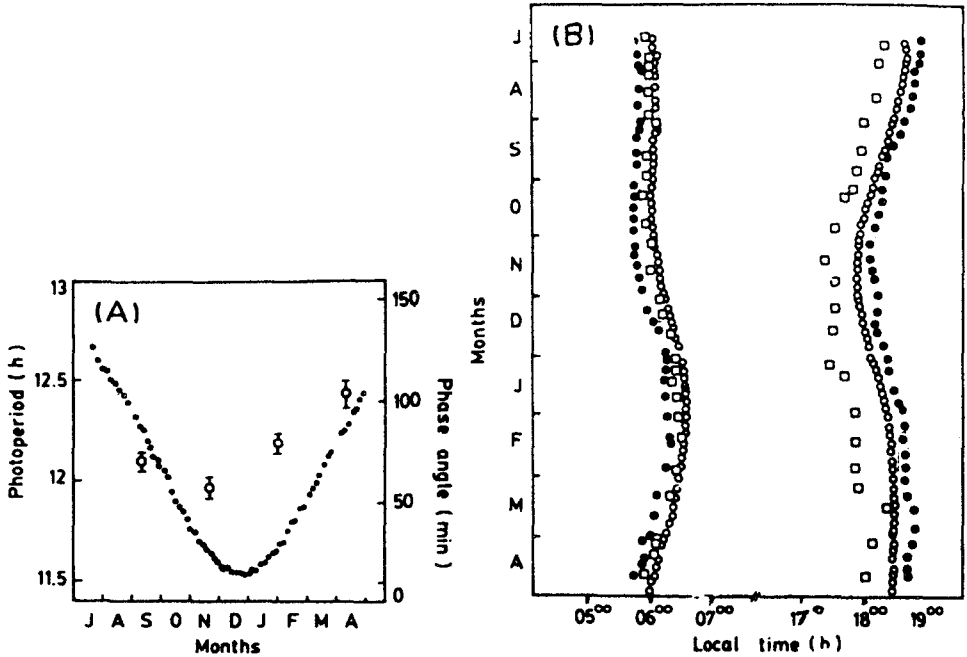 (A)
Photoperiod (h)
13
12.5
12
11.5
150
100
50
0
Phase angle (min)
J A S O N D J F M A
Months
(B)
Months
J
A
S
O
N
D
J
F
M
A
05⁰⁰ 06⁰⁰ 07⁰⁰ 17⁰ 18⁰⁰ 19⁰⁰
Local time (h)